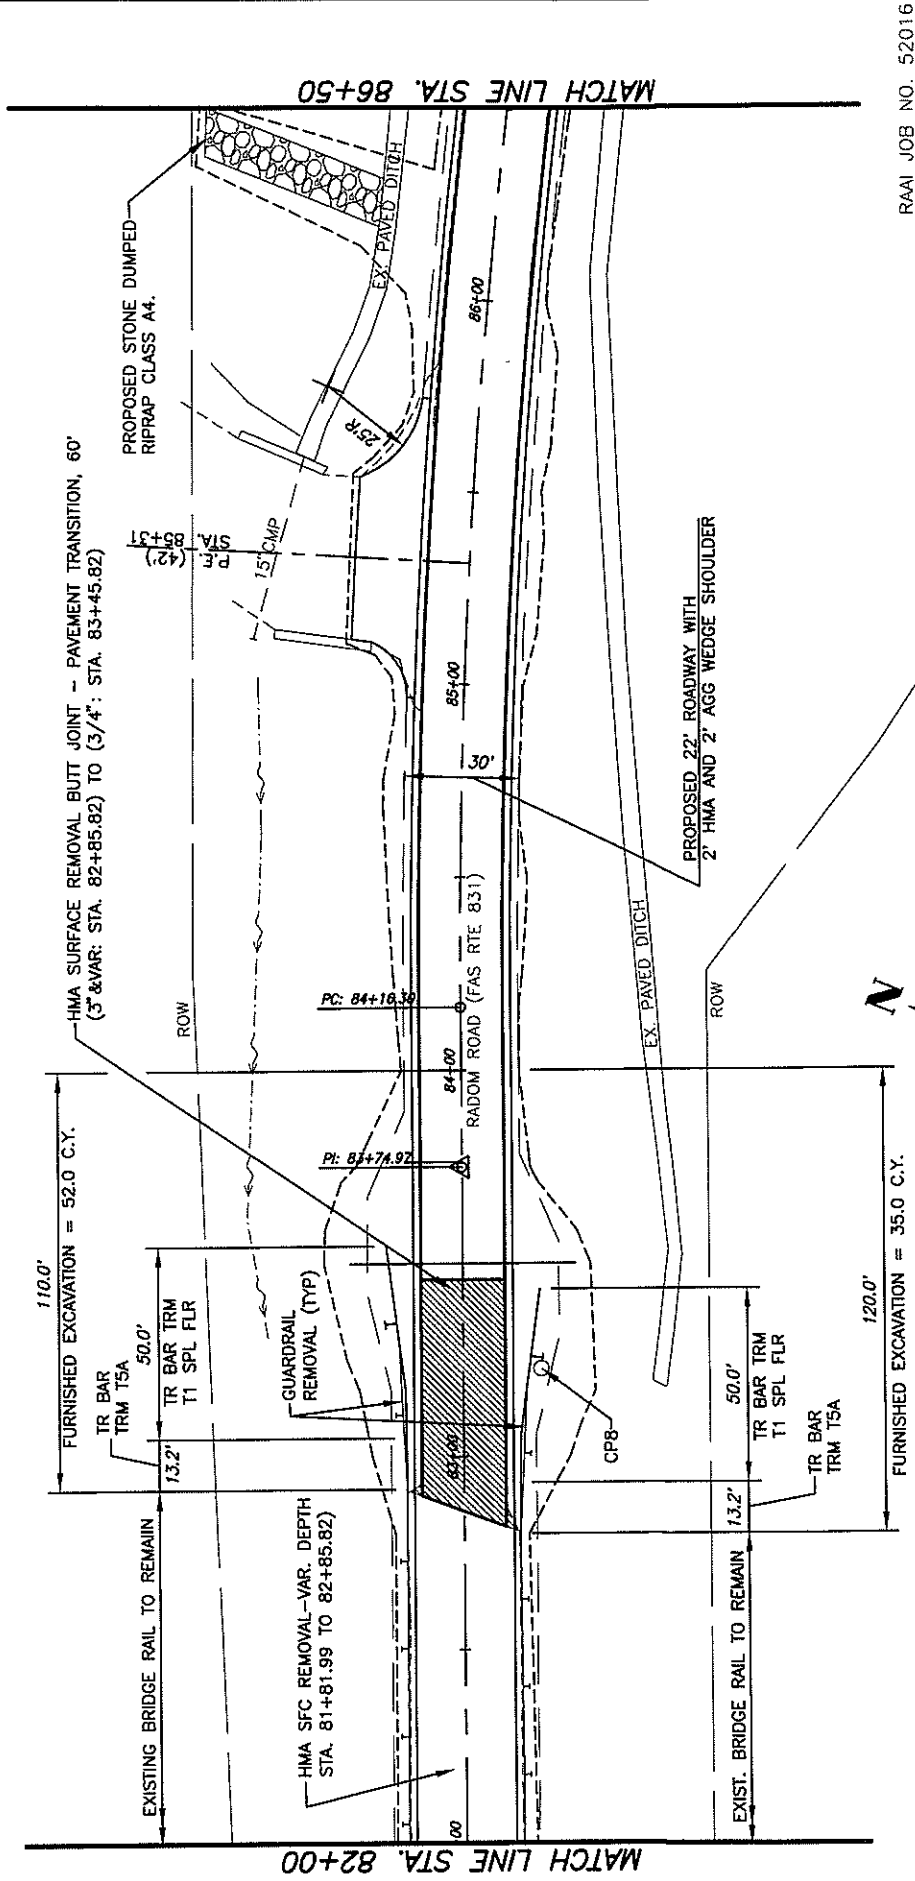 MATCH LINE STA. 86+50
RAAI JOB NO. 52016
PROPOSED STONE DUMPED
RIPRAP CLASS A4.
EX. PAVED DITCH
86+00
25'R
HMA SURFACE REMOVAL BUTT JOINT - PAVEMENT TRANSITION, 60'
(3"&VAR: STA. 82+85.82) TO (3/4": STA. 83+45.82)
P.E. (42')
STA. 85+31
15" CMP
85+00
30'
PROPOSED 22' ROADWAY WITH
2' HMA AND 2' AGG WEDGE SHOULDER
RADOM ROAD (FAS RTE 831)
EX. PAVED DITCH
ROW
ROW
PC: 84+16.39
84+00
PI: 83+74.97
N
110.0'
FURNISHED EXCAVATION = 52.0 C.Y.
50.0'
TR BAR TRM
T1 SPL FLR
TR BAR
TRM T5A
13.2'
GUARDRAIL
REMOVAL (TYP)
83+00
CP8
50.0'
TR BAR TRM
T1 SPL FLR
13.2'
TR BAR
TRM T5A
120.0'
FURNISHED EXCAVATION = 35.0 C.Y.
EXISTING BRIDGE RAIL TO REMAIN
HMA SFC REMOVAL-VAR. DEPTH
STA. 81+81.99 TO 82+85.82
EXIST. BRIDGE RAIL TO REMAIN
00
MATCH LINE STA. 82+00